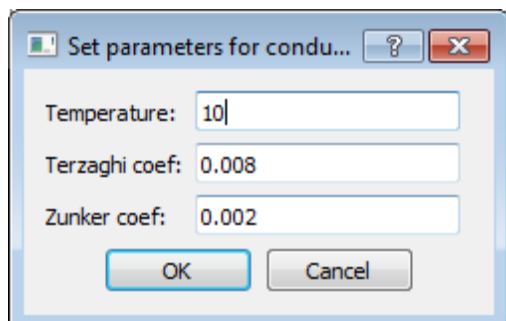 Set parameters for condu...
Temperature: 10
Terzaghi coef: 0.008
Zunker coef: 0.002
OK Cancel